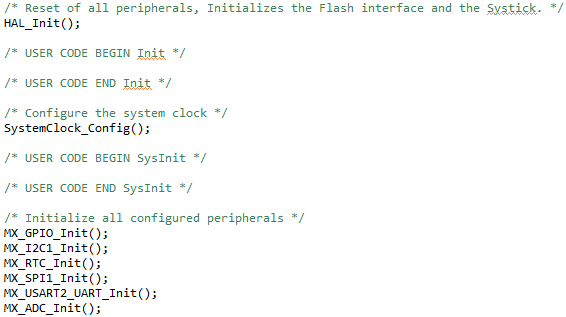 /* Reset of all peripherals, Initializes the Flash interface and the Systick. */
HAL_Init();
/* USER CODE BEGIN Init */
/* USER CODE END Init */
/* Configure the system clock */
SystemClock_Config();
/* USER CODE BEGIN SysInit */
/* USER CODE END SysInit */
/* Initialize all configured peripherals */
MX_GPIO_Init();
MX_I2C1_Init();
MX_RTC_Init();
MX_SPI1_Init();
MX_USART2_UART_Init();
MX_ADC_Init();